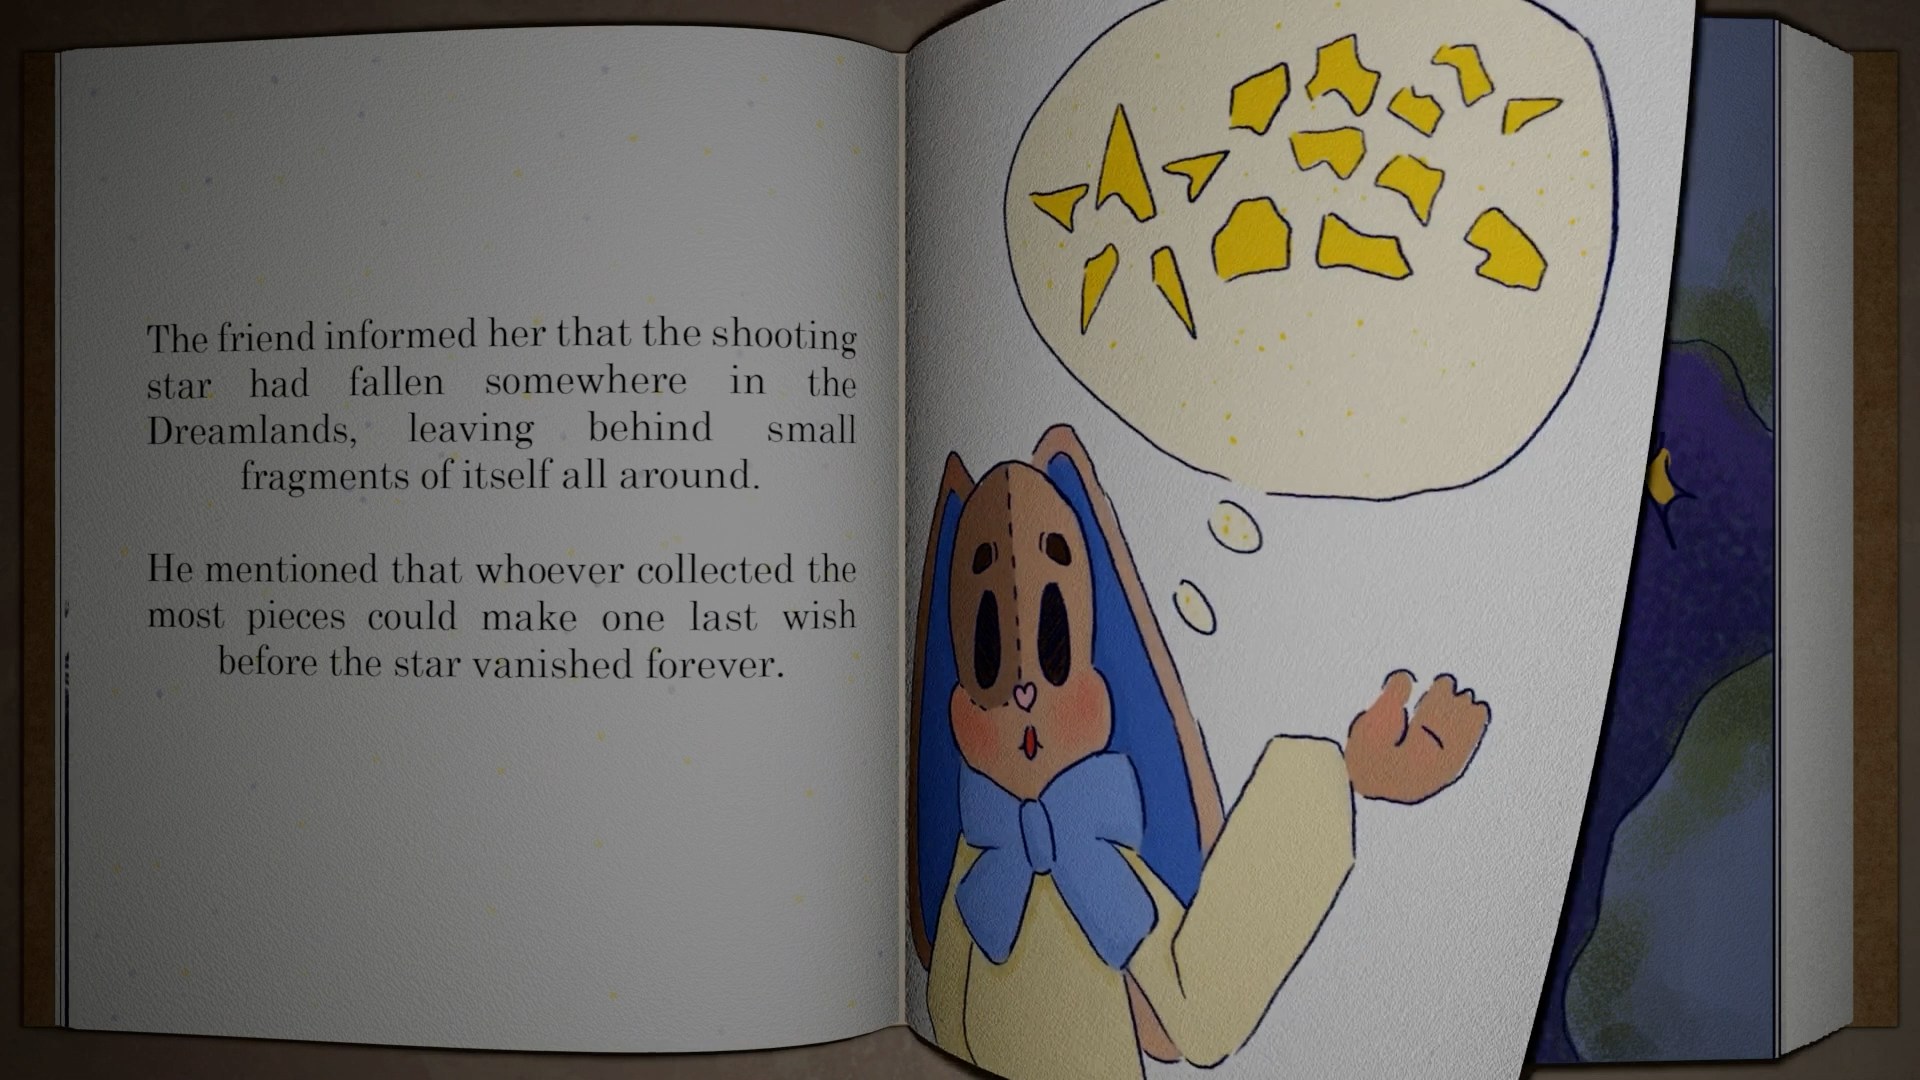 The friend informed her that the shooting
star had fallen somewhere in the
Dreamlands, leaving behind small
fragments of itself all around.
He mentioned that whoever collected the
most pieces could make one last wish
before the star vanished forever.